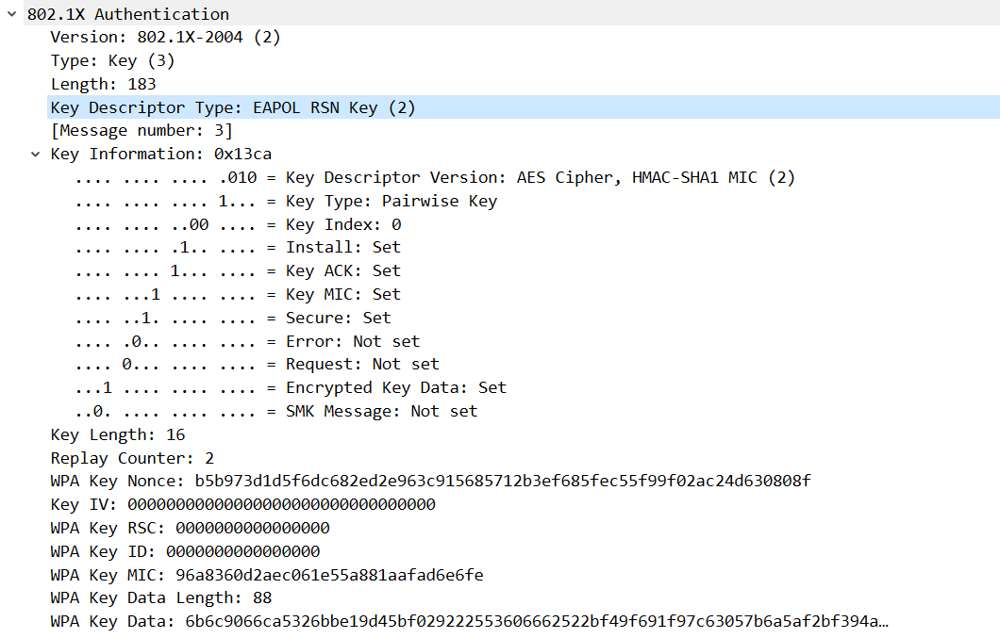 802.1X Authentication
Version: 802.1X-2004 (2)
Type: Key (3)
Length: 183
Key Descriptor Type: EAPOL RSN Key (2)
[Message number: 3]
Key Information: 0x13ca
.... .... .... .010 = Key Descriptor Version: AES Cipher, HMAC-SHA1 MIC (2)
.... .... .... 1... = Key Type: Pairwise Key
.... .... ..00 .... = Key Index: 0
.... .... .1.. .... = Install: Set
.... .... 1... .... = Key ACK: Set
.... ...1 .... .... = Key MIC: Set
.... ..1. .... .... = Secure: Set
.... .0.. .... .... = Error: Not set
.... 0... .... .... = Request: Not set
...1 .... .... .... = Encrypted Key Data: Set
..0. .... .... .... = SMK Message: Not set
Key Length: 16
Replay Counter: 2
WPA Key Nonce: b5b973d1d5f6dc682ed2e963c915685712b3ef685fec55f99f02ac24d630808f
Key IV: 00000000000000000000000000000000
WPA Key RSC: 0000000000000000
WPA Key ID: 0000000000000000
WPA Key MIC: 96a8360d2aec061e55a881aafad6e6fe
WPA Key Data Length: 88
WPA Key Data: 6b6c9066ca5326bbe19d45bf029222553606662522bf49f691f97c63057b6a5af2bf394a…